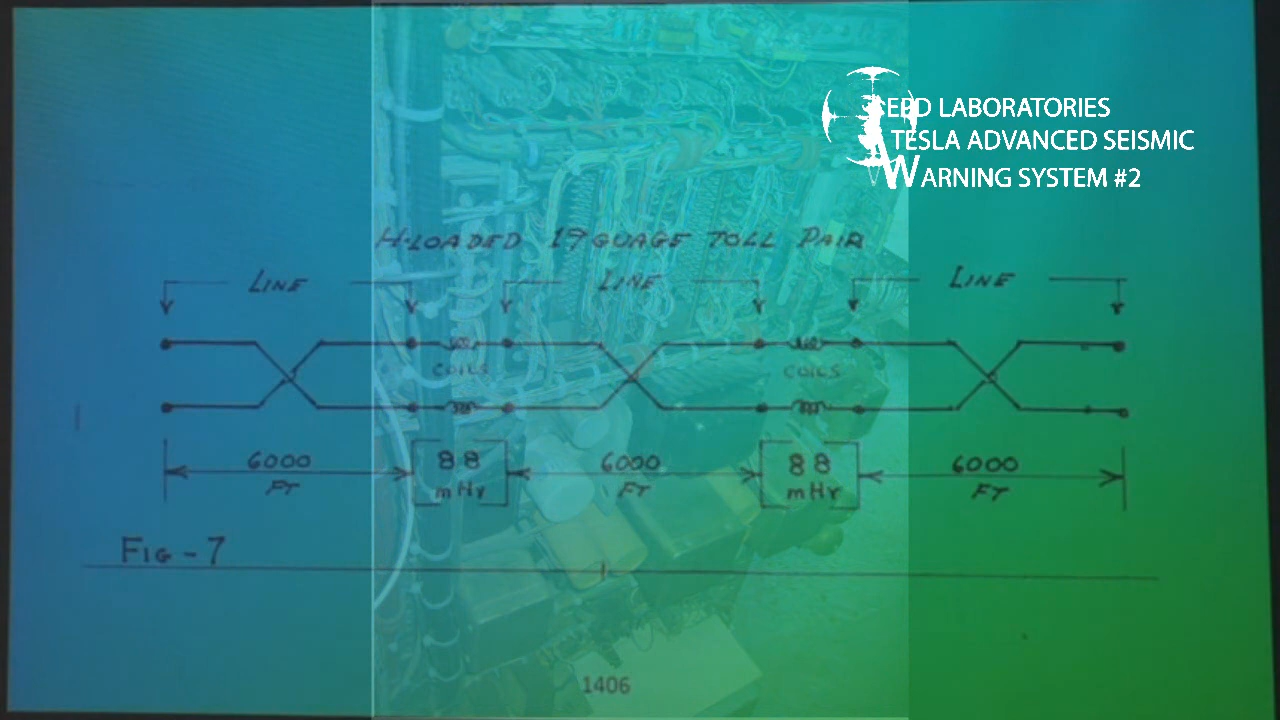 EPD LABORATORIES
TESLA ADVANCED SEISMIC
WARNING SYSTEM #2
H-LOADED 19 GUAGE TOLL PAIR
LINE LINE LINE
COILS COILS
6000 FT
88 mHy
6000 FT
88 mHy
6000 FT
FIG-7
1406